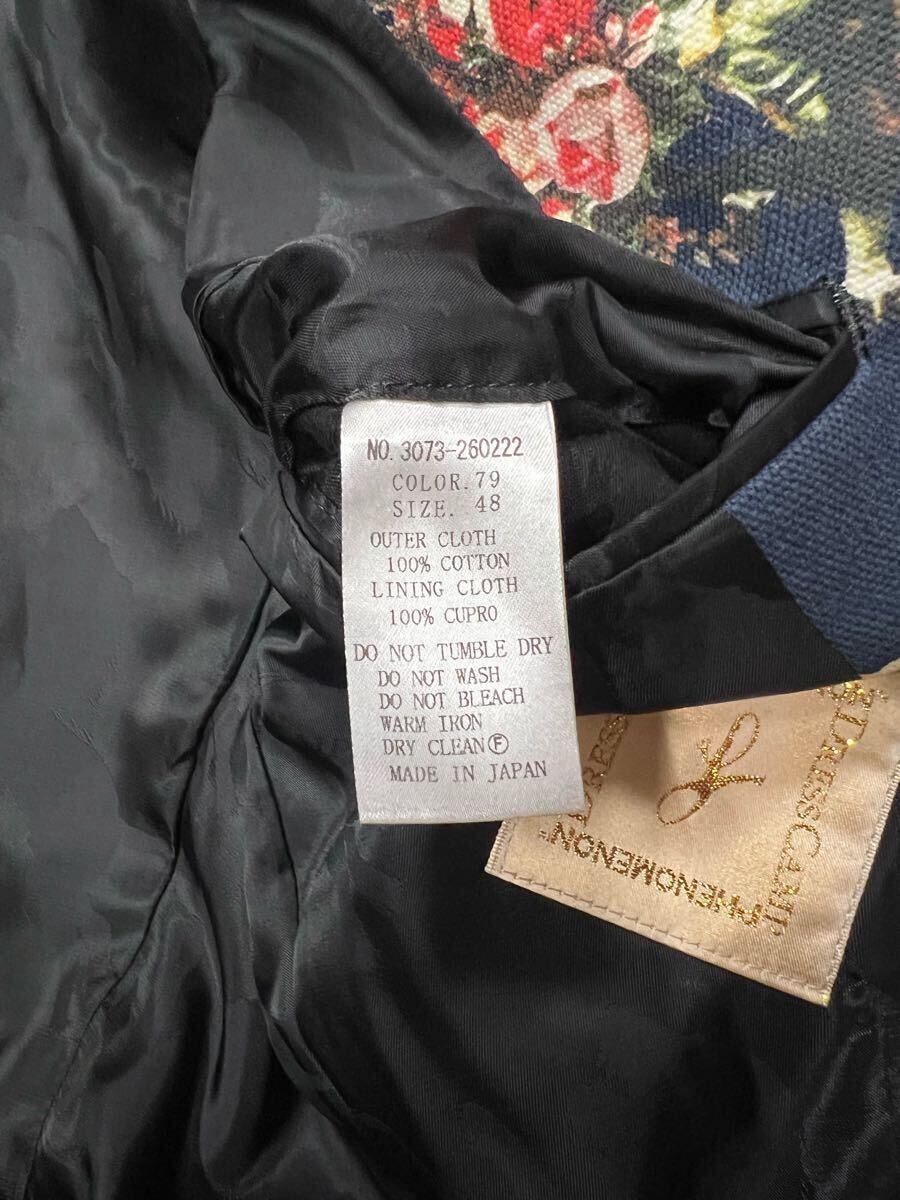 NO. 3073-260222
COLOR. 79
SIZE. 48
OUTER CLOTH
100% COTTON
LINING CLOTH
100% CUPRO
DO NOT TUMBLE DRY
DO NOT WASH
DO NOT BLEACH
WARM IRON
DRY CLEANⒻ
MADE IN JAPAN
PHENOMENON